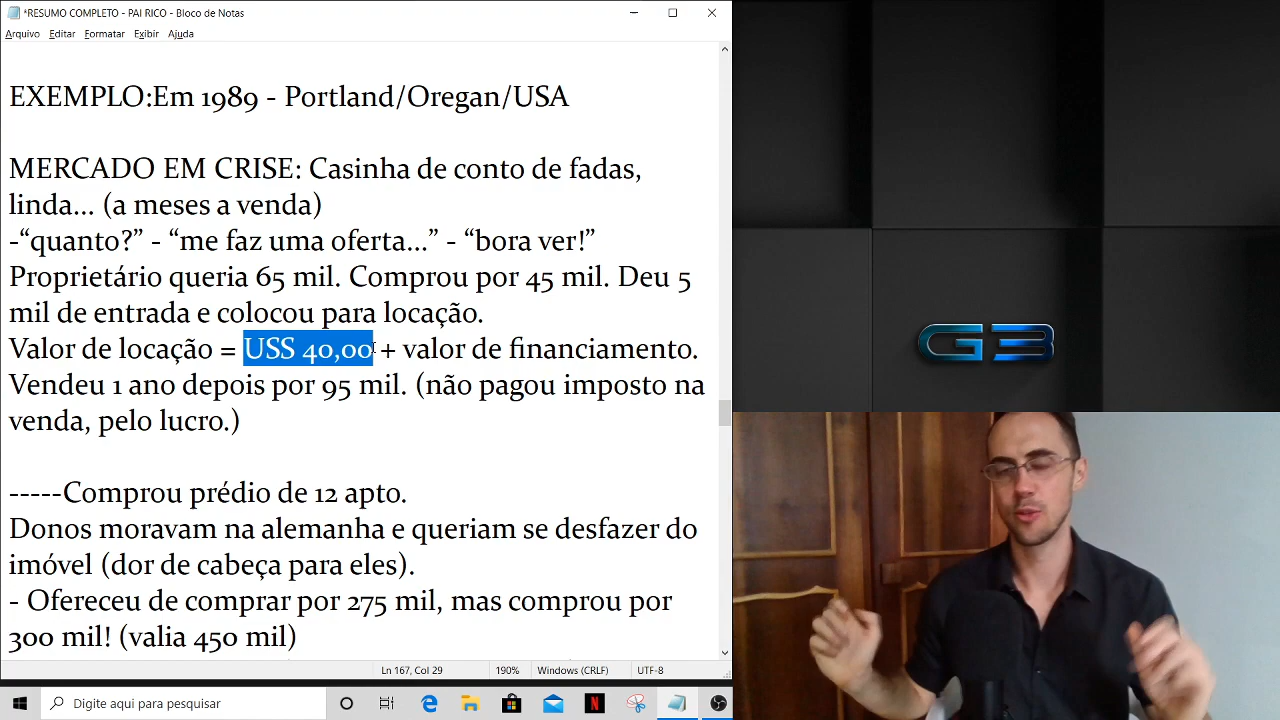 *RESUMO COMPLETO - PAI RICO - Bloco de Notas
Arquivo Editar Formatar Exibir Ajuda
EXEMPLO:Em 1989 - Portland/Oregan/USA
MERCADO EM CRISE: Casinha de conto de fadas,
linda... (a meses a venda)
-“quanto?” - “me faz uma oferta...” - “bora ver!”
Proprietário queria 65 mil. Comprou por 45 mil. Deu 5
mil de entrada e colocou para locação.
Valor de locação = USS 40,00 + valor de financiamento.
Vendeu 1 ano depois por 95 mil. (não pagou imposto na
venda, pelo lucro.)
-----Comprou prédio de 12 apto.
Donos moravam na alemanha e queriam se desfazer do
imóvel (dor de cabeça para eles).
- Ofereceu de comprar por 275 mil, mas comprou por
300 mil! (valia 450 mil)
Ln 167, Col 29 190% Windows (CRLF) UTF-8
Digite aqui para pesquisar
N
G3